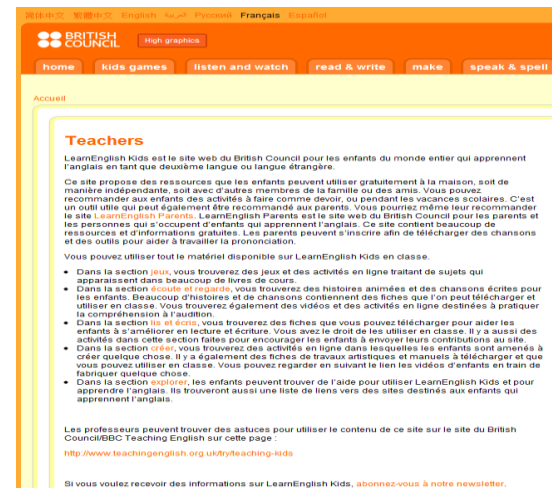 简体中文 繁體中文 English العربية Русский Français Español
BRITISH
COUNCIL
High graphics
home kids games listen and watch read & write make speak & spell
Accueil
Teachers
LearnEnglish Kids est le site web du British Council pour les enfants du monde entier qui apprennent
l'anglais en tant que deuxième langue ou langue étrangère.
Ce site propose des ressources que les enfants peuvent utiliser gratuitement à la maison, soit de
manière indépendante, soit avec d'autres membres de la famille ou des amis. Vous pouvez
recommander aux enfants des activités à faire comme devoir, ou pendant les vacances scolaires. C'est
un outil utile qui peut également être recommandé aux parents. Vous pourriez même leur recommander
le site LearnEnglish Parents. LearnEnglish Parents est le site web du British Council pour les parents et
les personnes qui s'occupent d'enfants qui apprennent l'anglais. Ce site contient beaucoup de
ressources et d'informations gratuites. Les parents peuvent s'inscrire afin de télécharger des chansons
et des outils pour aider à travailler la prononciation.
Vous pouvez utiliser tout le matériel disponible sur LearnEnglish Kids en classe.
• Dans la section jeux, vous trouverez des jeux et des activités en ligne traitant de sujets qui
apparaissent dans beaucoup de livres de cours.
• Dans la section écoute et regarde, vous trouverez des histoires animées et des chansons écrites pour
les enfants. Beaucoup d'histoires et de chansons contiennent des fiches que l'on peut télécharger et
utiliser en classe. Vous trouverez également des vidéos et des activités en ligne destinées à pratiquer
la compréhension à l'audition.
• Dans la section lis et écris, vous trouverez des fiches que vous pouvez télécharger pour aider les
enfants à s'améliorer en lecture et écriture. Vous avez le droit de les utiliser en classe. Il y a aussi des
activités dans cette section faites pour encourager les enfants à envoyer leurs contributions au site.
• Dans la section créer, vous trouverez des activités en ligne dans lesquelles les enfants sont amenés à
créer quelque chose. Il y a également des fiches de travaux artistiques et manuels à télécharger et que
vous pouvez utiliser en classe. Vous pouvez regarder en suivant le lien les vidéos d'enfants en train de
fabriquer quelque chose.
• Dans la section explorer, les enfants peuvent trouver de l'aide pour utiliser LearnEnglish Kids et pour
apprendre l'anglais. Ils trouveront aussi une liste de liens vers des sites destinés aux enfants qui
apprennent l'anglais.
Les professeurs peuvent trouver des astuces pour utiliser le contenu de ce site sur le site du British
Council/BBC Teaching English sur cette page :
http://www.teachingenglish.org.uk/try/teaching-kids
Si vous voulez recevoir des informations sur LearnEnglish Kids, abonnez-vous à notre newsletter.